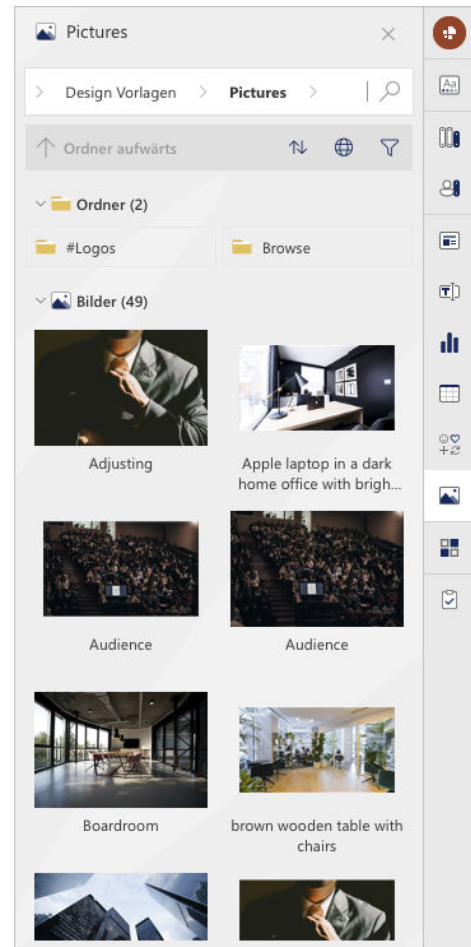 Pictures
Design Vorlagen
Pictures
Aa
Ordner aufwärts
Ordner (2)
#Logos
Browse
Bilder (49)
Adjusting
Apple laptop in a dark
home office with brigh...
Audience
Audience
Boardroom
brown wooden table with
chairs